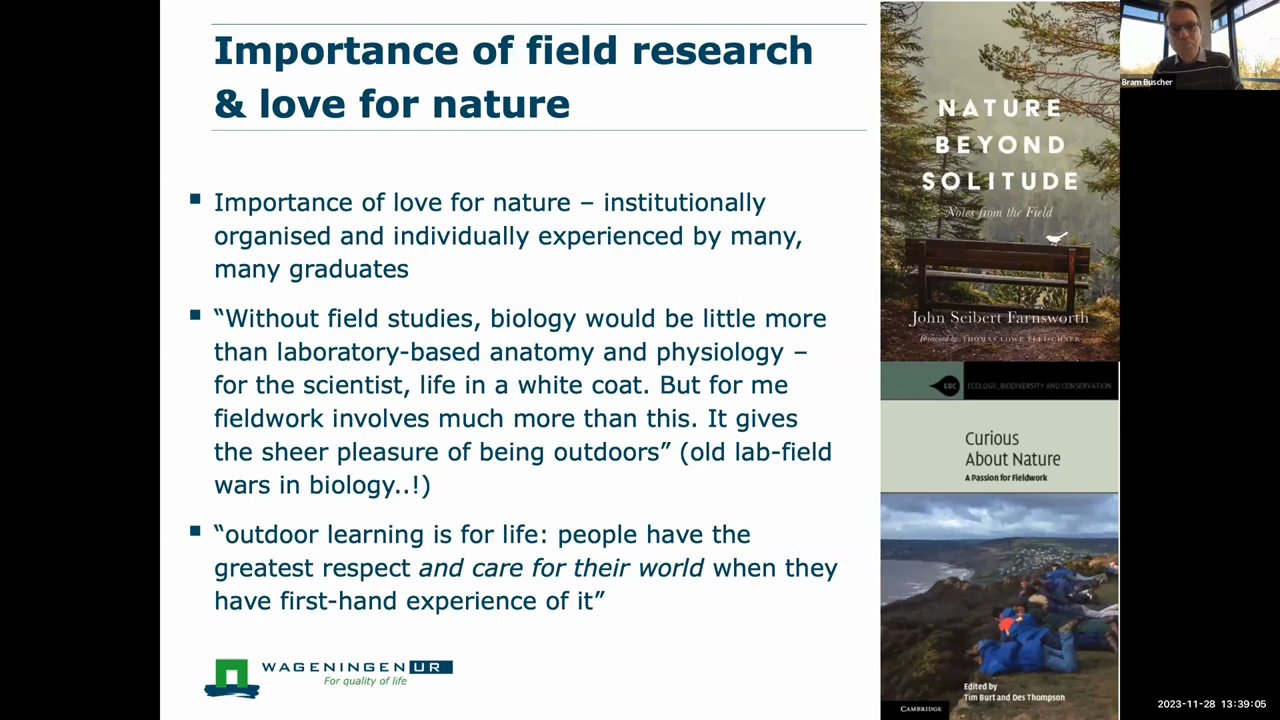 Importance of field research
& love for nature
Importance of love for nature – institutionally
organised and individually experienced by many,
many graduates
“Without field studies, biology would be little more
than laboratory-based anatomy and physiology –
for the scientist, life in a white coat. But for me
fieldwork involves much more than this. It gives
the sheer pleasure of being outdoors” (old lab-field
wars in biology..!)
“outdoor learning is for life: people have the
greatest respect and care for their world when they
have first-hand experience of it”
WAGENINGEN UR
For quality of life
NATURE
BEYOND
SOLITUDE
Notes from the Field
John Seibert Farnsworth
Foreword by THOMAS LOWE FLEISCHNER
EBC ECOLOGY, BIODIVERSITY AND CONSERVATION
Curious
About Nature
A Passion for Fieldwork
Edited by
Tim Burt and Des Thompson
CAMBRIDGE
Bram Buscher
2023-11-28 13:39:05